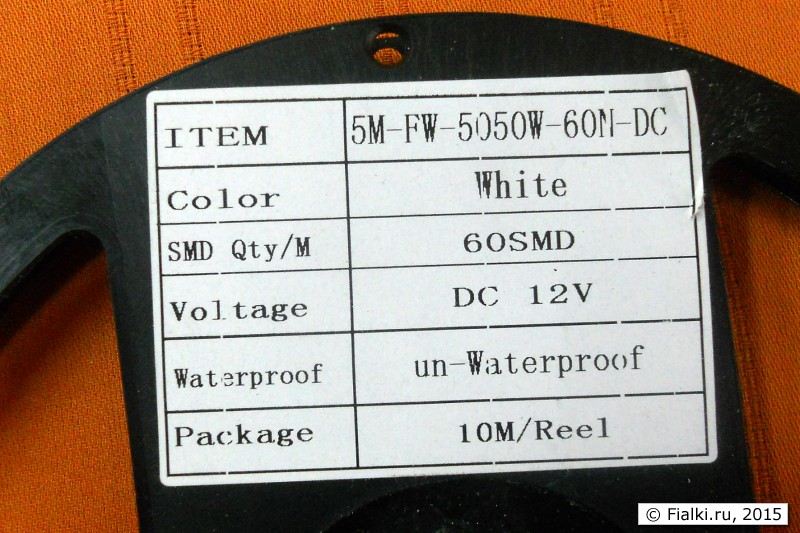 ITEM 5M-FW-5050W-60N-DC
Color White
SMD Qty/M 60SMD
Voltage DC 12V
Waterproof un-Waterproof
Package 10M/Reel
© Fialki.ru, 2015